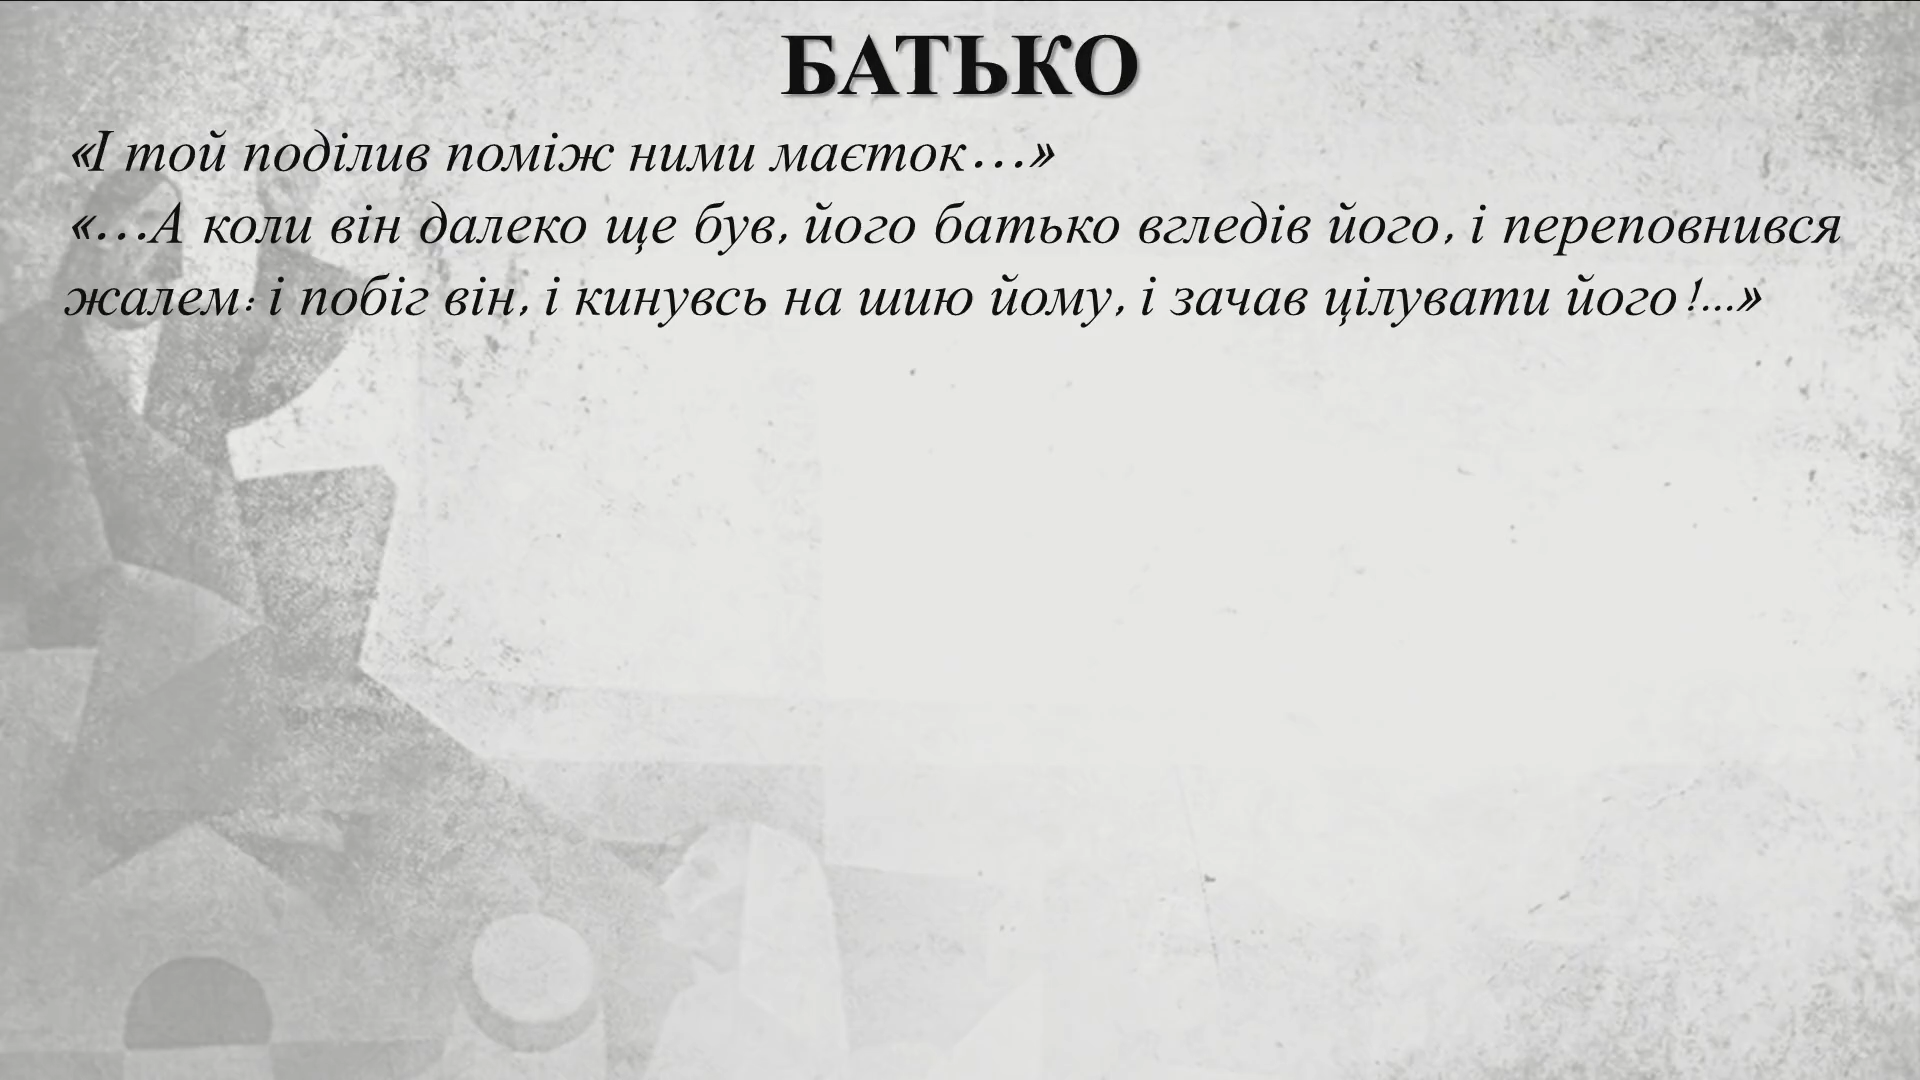 БАТЬКО
«І той поділив поміж ними маєток…»
«…А коли він далеко ще був, його батько вгледів його, і переповнився
жалем: і побіг він, і кинувсь на шию йому, і зачав цілувати його!...»